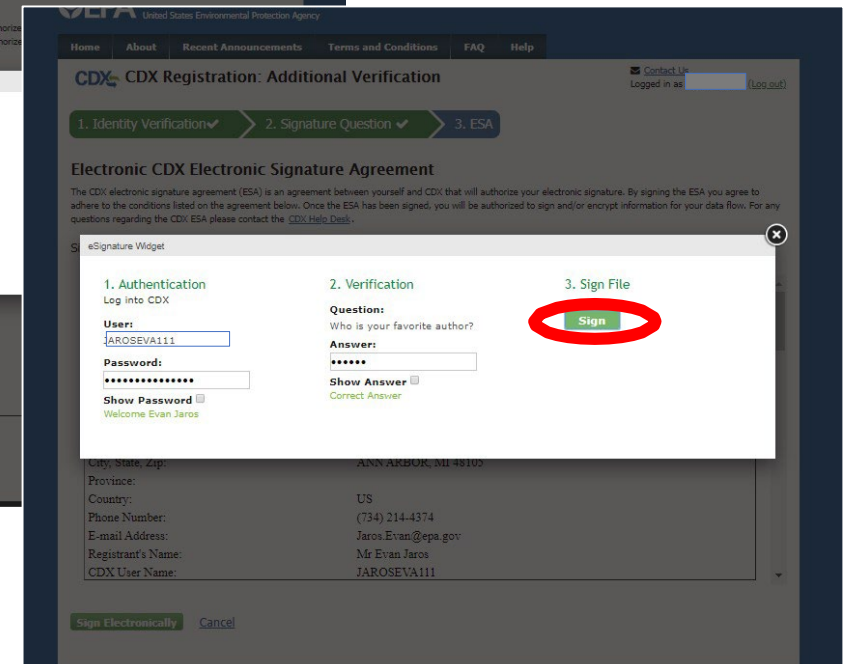 EPA United States Environmental Protection Agency
Home About Recent Announcements Terms and Conditions FAQ Help
CDX CDX Registration: Additional Verification
Contact Us
Logged in as (Log out)
1. Identity Verification✔ 2. Signature Question ✔ 3. ESA
Electronic CDX Electronic Signature Agreement
The CDX electronic signature agreement (ESA) is an agreement between yourself and CDX that will authorize your electronic signature. By signing the ESA you agree to
adhere to the conditions listed on the agreement below. Once the ESA has been signed, you will be authorized to sign and/or encrypt information for your data flow. For any
questions regarding the CDX ESA please contact the CDX Help Desk.
eSignature Widget
1. Authentication
Log into CDX
User:
JAROSEVA111
Password:
•••••••••••••••
Show Password
Welcome Evan Jaros
2. Verification
Question:
Who is your favorite author?
Answer:
••••••
Show Answer
Correct Answer
3. Sign File
Sign
City, State, Zip: ANN ARBOR, MI 48105
Province:
Country: US
Phone Number: (734) 214-4374
E-mail Address: Jaros.Evan@epa.gov
Registrant's Name: Mr Evan Jaros
CDX User Name: JAROSEVA111
Sign Electronically Cancel